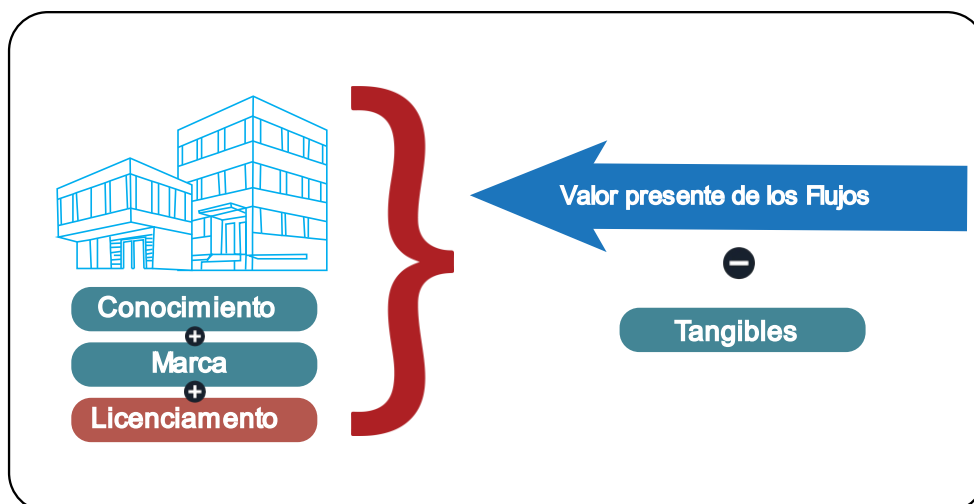 Conocimiento
+
Marca
+
Licenciamento
Valor presente de los Flujos
−
Tangibles